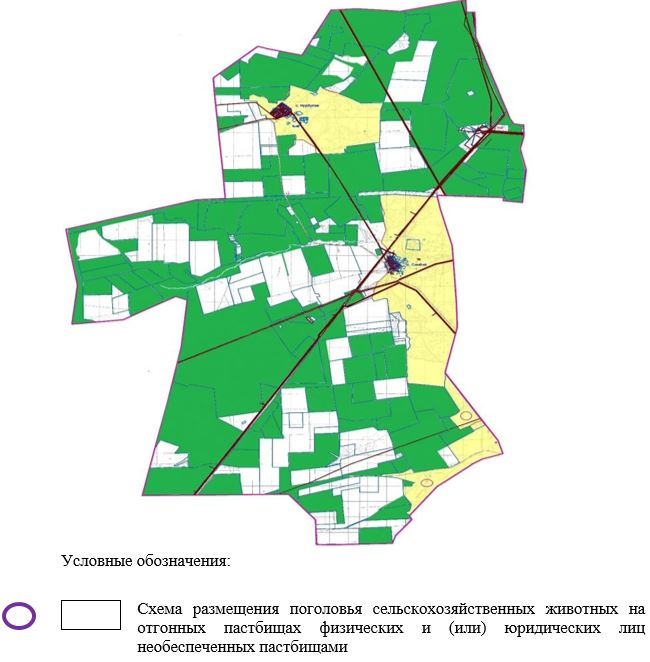 Условные обозначения:
Схема размещения поголовья сельскохозяйственных животных на
отгонных пастбищах физических и (или) юридических лиц
необеспеченных пастбищами